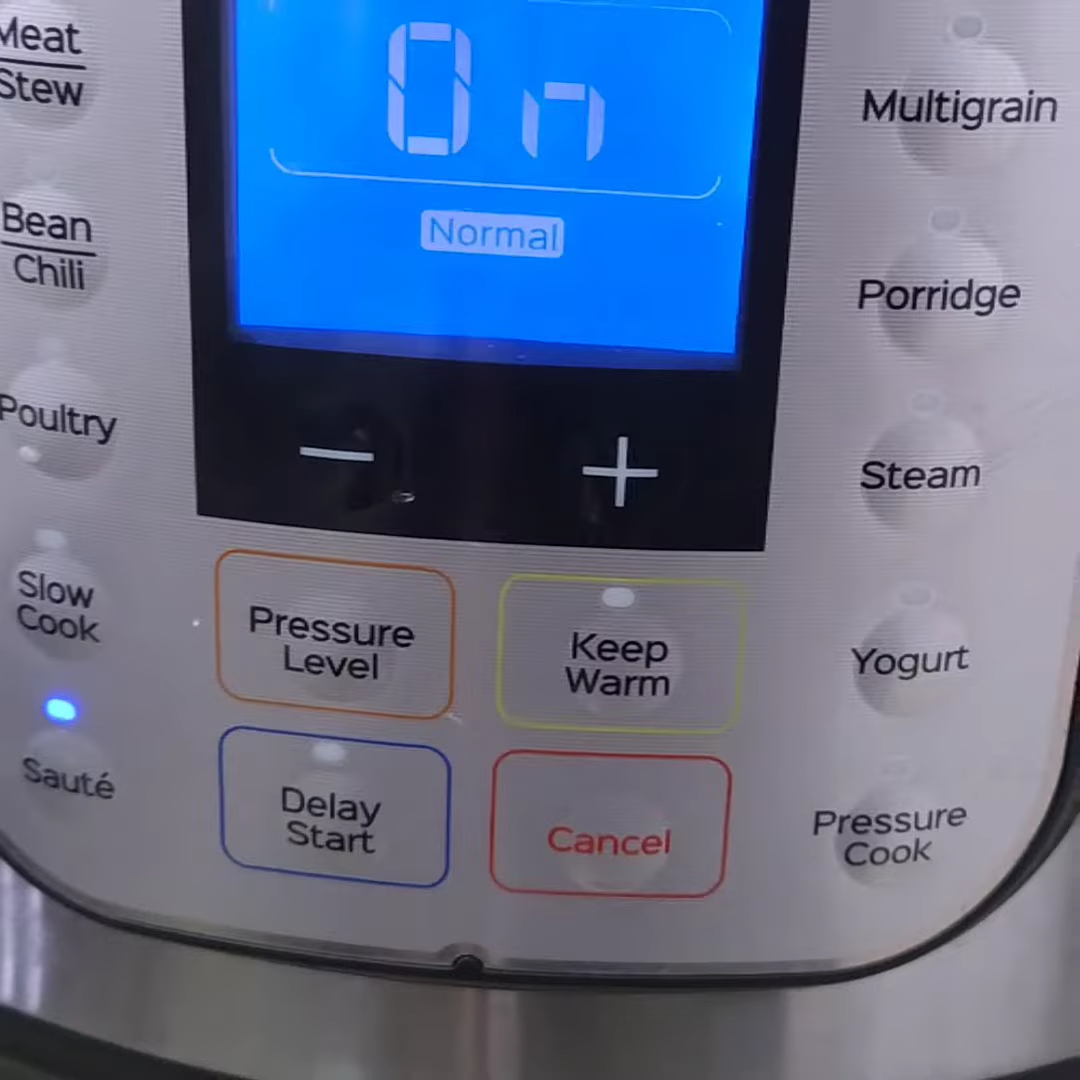 Meat
Stew
Bean
Chili
Poultry
Slow
Cook
Sauté
On
Normal
− +
Pressure
Level
Keep
Warm
Delay
Start
Cancel
Multigrain
Porridge
Steam
Yogurt
Pressure
Cook